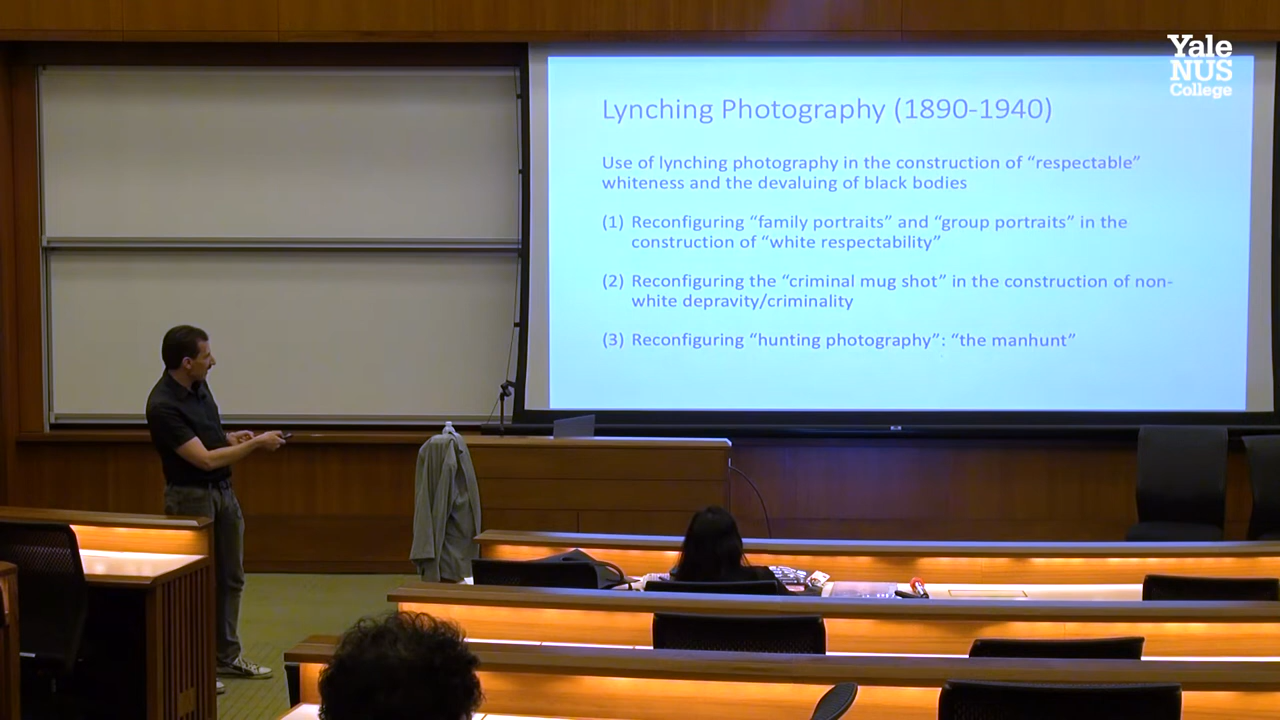 Yale
NUS
College
Lynching Photography (1890-1940)
Use of lynching photography in the construction of “respectable”
whiteness and the devaluing of black bodies
(1) Reconfiguring “family portraits” and “group portraits” in the
construction of “white respectability”
(2) Reconfiguring the “criminal mug shot” in the construction of non-
white depravity/criminality
(3) Reconfiguring “hunting photography”: “the manhunt”